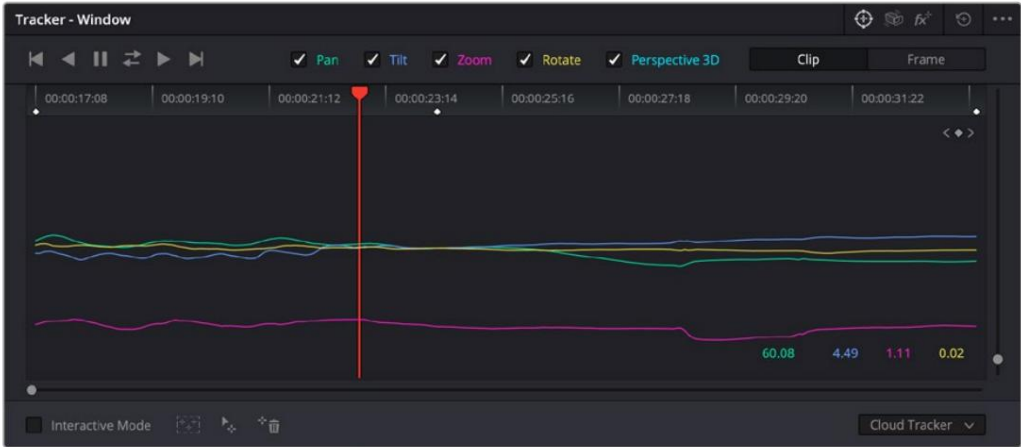 Tracker - Window
fx
Pan Tilt Zoom Rotate Perspective 3D Clip Frame
00:00:17:08 00:00:19:10 00:00:21:12 00:00:23:14 00:00:25:16 00:00:27:18 00:00:29:20 00:00:31:22
60.08 4.49 1.11 0.02
Interactive Mode Cloud Tracker